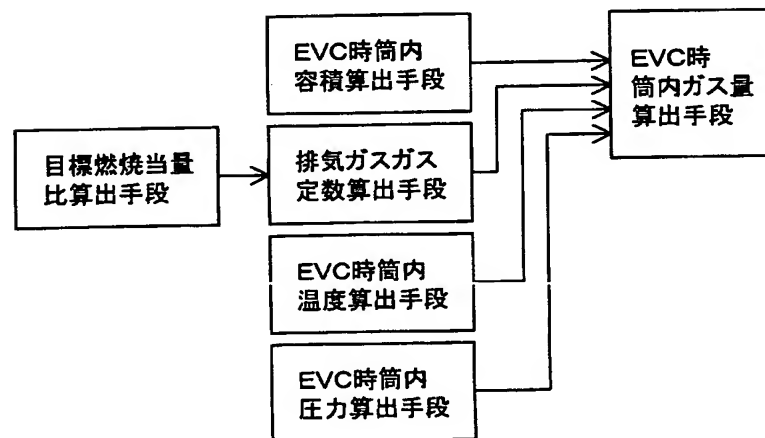 EVC時筒内
容積算出手段
EVC時
筒内ガス量
算出手段
目標燃焼当量
比算出手段
排気ガスガス
定数算出手段
EVC時筒内
温度算出手段
EVC時筒内
圧力算出手段